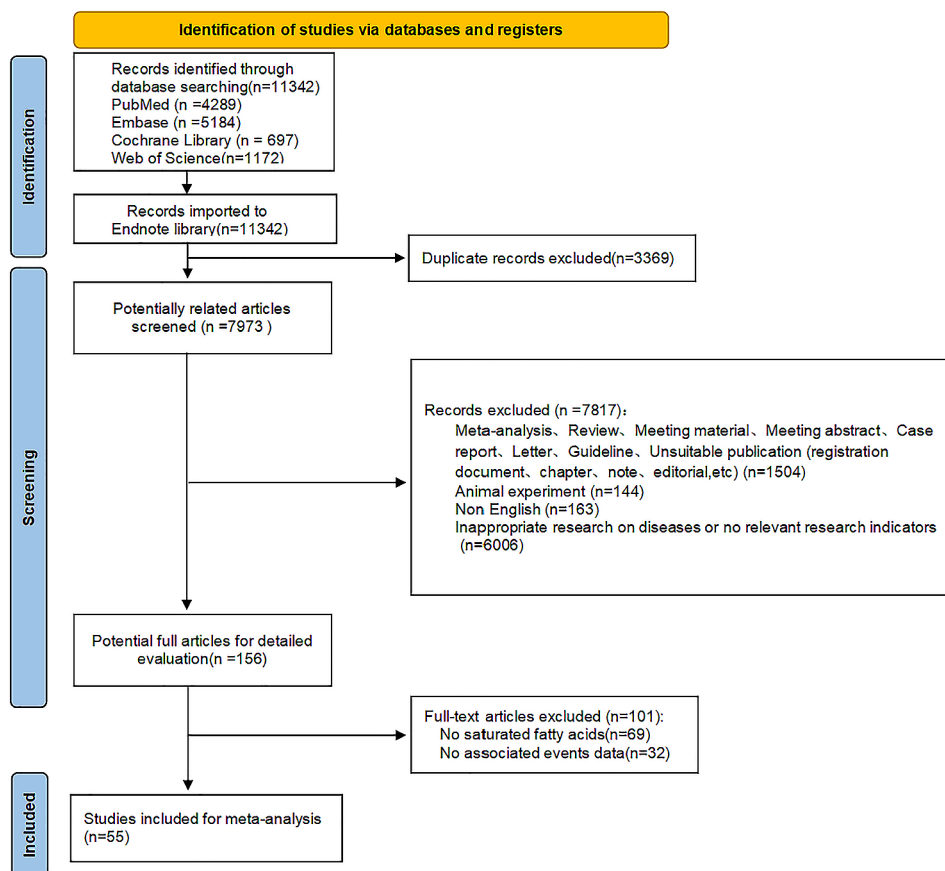 Identification of studies via databases and registers
Identification
Records identified through
database searching(n=11342)
PubMed (n =4289)
Embase (n =5184)
Cochrane Library (n = 697)
Web of Science(n=1172)
Records imported to
Endnote library(n=11342)
Duplicate records excluded(n=3369)
Screening
Potentially related articles
screened (n =7973 )
Records excluded (n =7817)：
Meta-analysis、Review、Meeting material、Meeting abstract、Case
report、Letter、Guideline、Unsuitable publication (registration
document、chapter、note、editorial,etc) (n=1504)
Animal experiment (n=144)
Non English (n=163)
Inappropriate research on diseases or no relevant research indicators
(n=6006)
Potential full articles for detailed
evaluation(n =156)
Full-text articles excluded (n=101):
No saturated fatty acids(n=69)
No associated events data(n=32)
Included
Studies included for meta-analysis
(n=55)